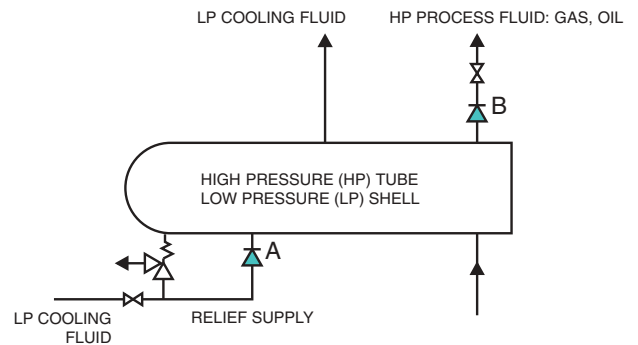 LP COOLING FLUID
HP PROCESS FLUID: GAS, OIL
B
HIGH PRESSURE (HP) TUBE
LOW PRESSURE (LP) SHELL
A
LP COOLING
FLUID
RELIEF SUPPLY